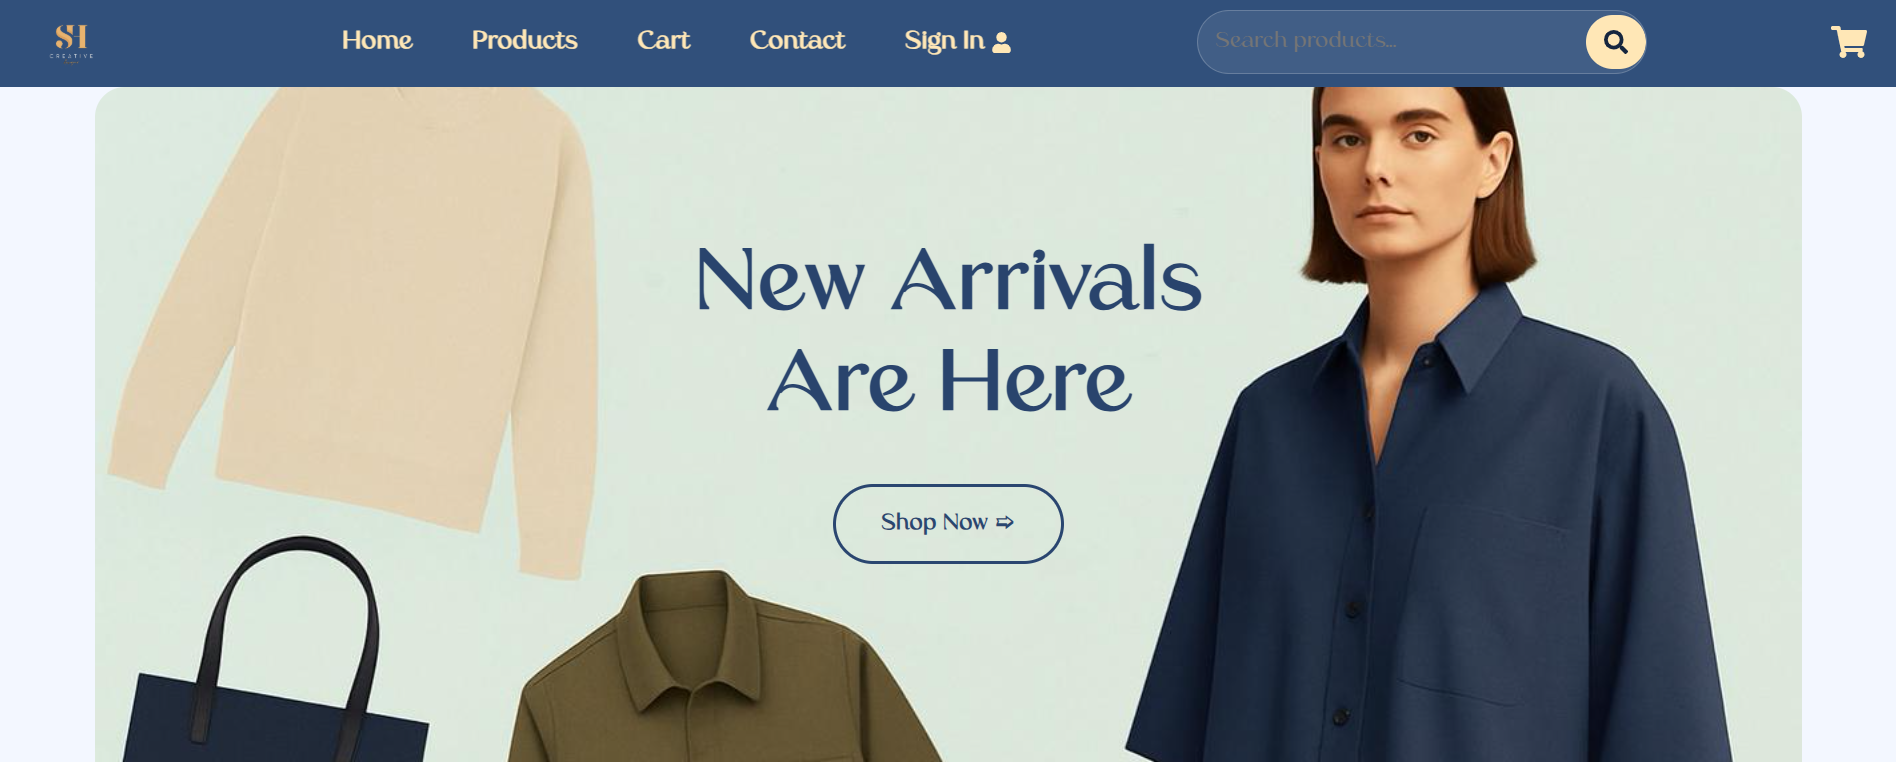 SH
CREATIVE
Home Products Cart Contact Sign In
Search products...
New Arrivals
Are Here
Shop Now ⇨